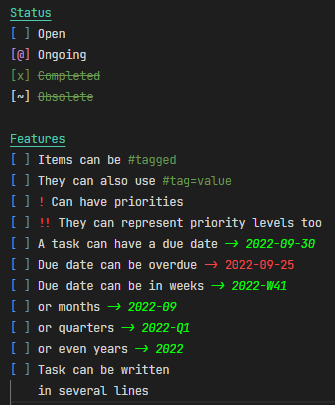 Status
[ ] Open
[@] Ongoing
[x] Completed
[~] Obsolete

Features
[ ] Items can be #tagged
[ ] They can also use #tag=value
[ ] ! Can have priorities
[ ] !! They can represent priority levels too
[ ] A task can have a due date -> 2022-09-30
[ ] Due date can be overdue -> 2022-09-25
[ ] Due date can be in weeks -> 2022-W41
[ ] or months -> 2022-09
[ ] or quarters -> 2022-Q1
[ ] or even years -> 2022
[ ] Task can be written
in several lines